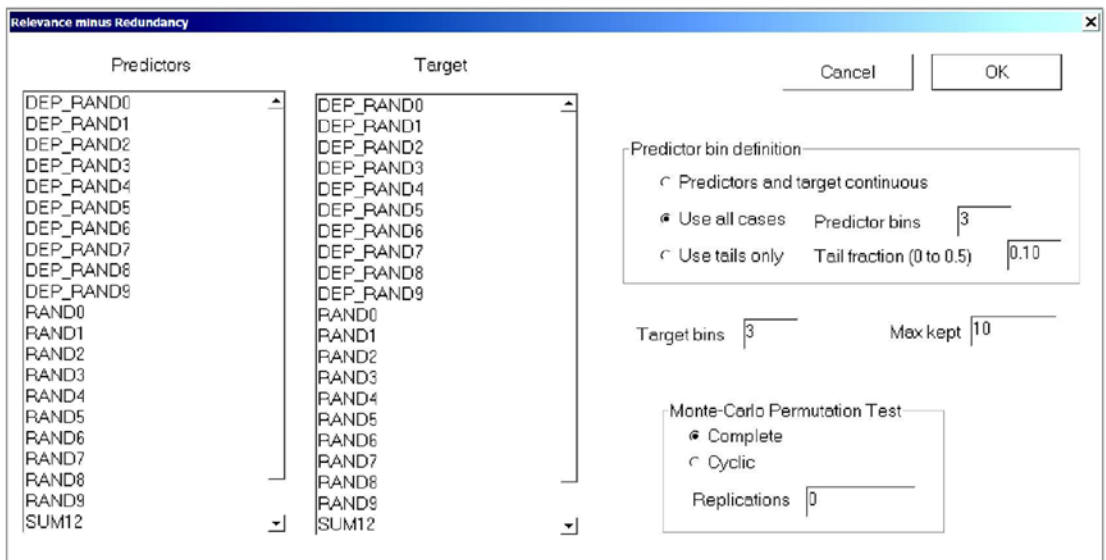 Relevance minus Redundancy
Predictors
DEP_RAND0
DEP_RAND1
DEP_RAND2
DEP_RAND3
DEP_RAND4
DEP_RAND5
DEP_RAND6
DEP_RAND7
DEP_RAND8
DEP_RAND9
RAND0
RAND1
RAND2
RAND3
RAND4
RAND5
RAND6
RAND7
RAND8
RAND9
SUM12
Target
DEP_RAND0
DEP_RAND1
DEP_RAND2
DEP_RAND3
DEP_RAND4
DEP_RAND5
DEP_RAND6
DEP_RAND7
DEP_RAND8
DEP_RAND9
RAND0
RAND1
RAND2
RAND3
RAND4
RAND5
RAND6
RAND7
RAND8
RAND9
SUM12
Cancel OK
Predictor bin definition
Predictors and target continuous
Use all cases Predictor bins 3
Use tails only Tail fraction (0 to 0.5) 0.10
Target bins 3 Max kept 10
Monte-Carlo Permutation Test
Complete
Cyclic
Replications 0